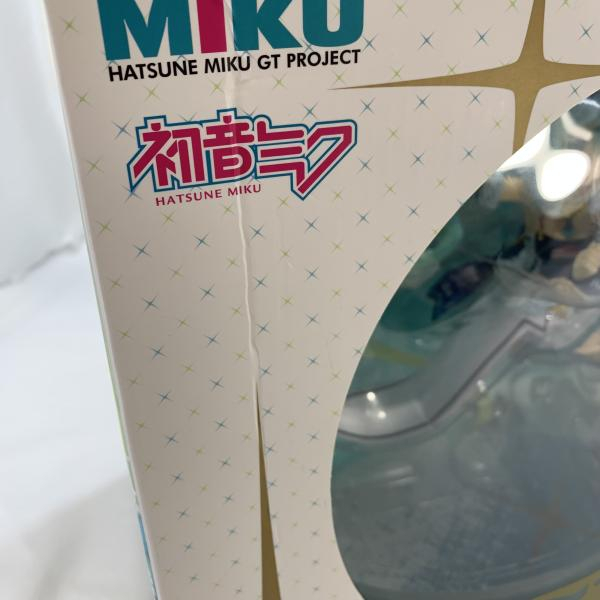 MIKU
HATSUNE MIKU GT PROJECT
初音ミク
HATSUNE MIKU